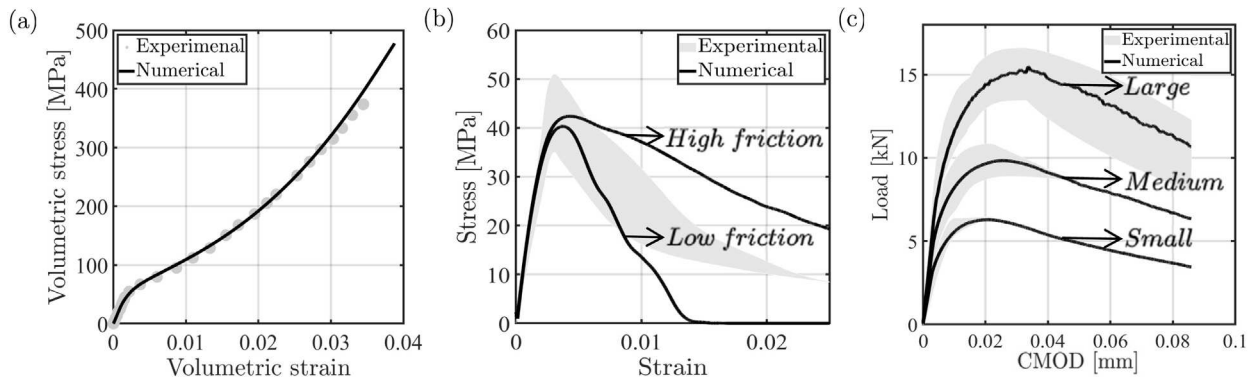 (a)
500
400
300
200
100
0
Volumetric stress [MPa]
Experimenal
Numerical
0 0.01 0.02 0.03 0.04
Volumetric strain
(b)
60
50
40
30
20
10
0
Stress [MPa]
Experimental
Numerical
High friction
Low friction
0 0.01 0.02
Strain
(c)
15
10
5
0
Load [kN]
Experimental
Numerical
Large
Medium
Small
0 0.02 0.04 0.06 0.08 0.1
CMOD [mm]